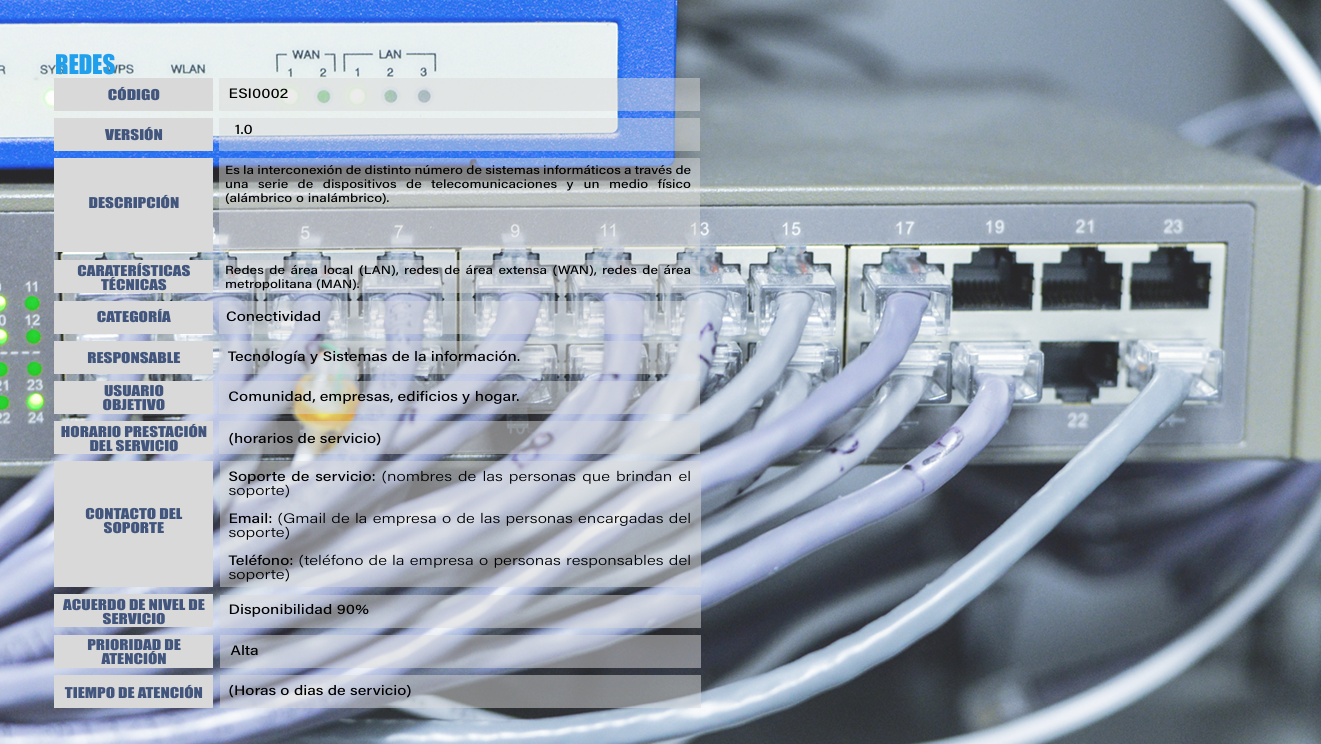 WAN
LAN
SY
WPS
WLAN
1 2 1 2 3
REDES
CÓDIGO
ESI0002
VERSIÓN
1.0
DESCRIPCIÓN
Es la interconexión de distinto número de sistemas informáticos a través de
una serie de dispositivos de telecomunicaciones y un medio físico
(alámbrico o inalámbrico).
5 7 9 11 13 15 17 19 21 23
CARATERÍSTICAS
TÉCNICAS
Redes de área local (LAN), redes de área extensa (WAN), redes de área
metropolitana (MAN).
11
12
CATEGORÍA
Conectividad
RESPONSABLE
Tecnología y Sistemas de la información.
21 23
22 24
USUARIO
OBJETIVO
Comunidad, empresas, edificios y hogar.
22
HORARIO PRESTACIÓN
DEL SERVICIO
(horarios de servicio)
CONTACTO DEL
SOPORTE
Soporte de servicio: (nombres de las personas que brindan el
soporte)
Email: (Gmail de la empresa o de las personas encargadas del
soporte)
Teléfono: (teléfono de la empresa o personas responsables del
soporte)
ACUERDO DE NIVEL DE
SERVICIO
Disponibilidad 90%
PRIORIDAD DE
ATENCIÓN
Alta
TIEMPO DE ATENCIÓN
(Horas o dias de servicio)